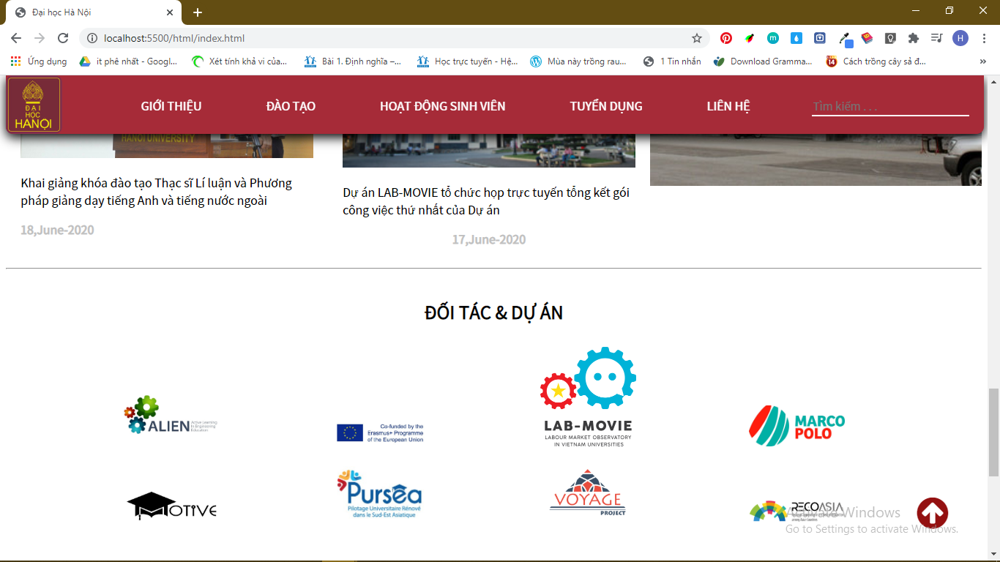 Đại học Hà Nội
localhost:5500/html/index.html
Ứng dụng
it phê nhất - Googl...
Xét tính khả vi của...
Bài 1. Định nghĩa –...
Học trực tuyến - Hệ...
Mùa này trồng rau...
1 Tin nhắn
Download Gramma...
Cách trồng cây sả đ...
»
H
ĐẠI
HỌC
HANỌI
GIỚI THIỆU
ĐÀO TẠO
HOẠT ĐỘNG SINH VIÊN
TUYỂN DỤNG
LIÊN HỆ
Tìm kiếm . . .
HANOI UNIVERSITY
Khai giảng khóa đào tạo Thạc sĩ Lí luận và Phương
pháp giảng dạy tiếng Anh và tiếng nước ngoài
18,June-2020
Dự án LAB-MOVIE tổ chức họp trực tuyến tổng kết gói
công việc thứ nhất của Dự án
17,June-2020
ĐỐI TÁC & DỰ ÁN
ALIEN
Active Learning
in Engineering
Education
Co-funded by the
Erasmus+ Programme
of the European Union
LAB-MOVIE
LABOUR MARKET OBSERVATORY
IN VIETNAM UNIVERSITIES
MARCO
POLO
MOTIVE
Pursea
Pilotage Universitaire Rénové
dans le Sud-Est Asiatique
VOYAGE
PROJECT
RECOASIA
Activate Windows
Go to Settings to activate Windows.